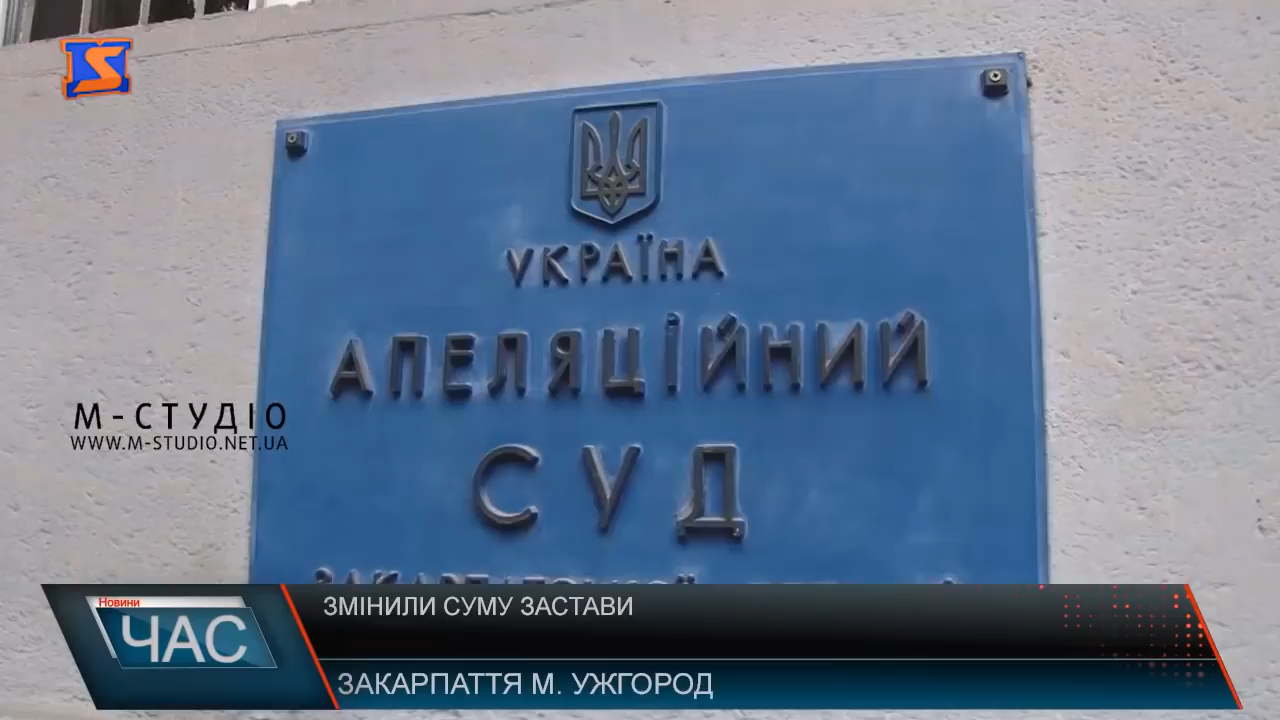 УКРАЇНА
АПЕЛЯЦІЙНИЙ
СУД
М-СТУДІО
WWW.M-STUDIO.NET.UA
Новини
ЧАС
ЗМІНИЛИ СУМУ ЗАСТАВИ
ЗАКАРПАТТЯ М. УЖГОРОД